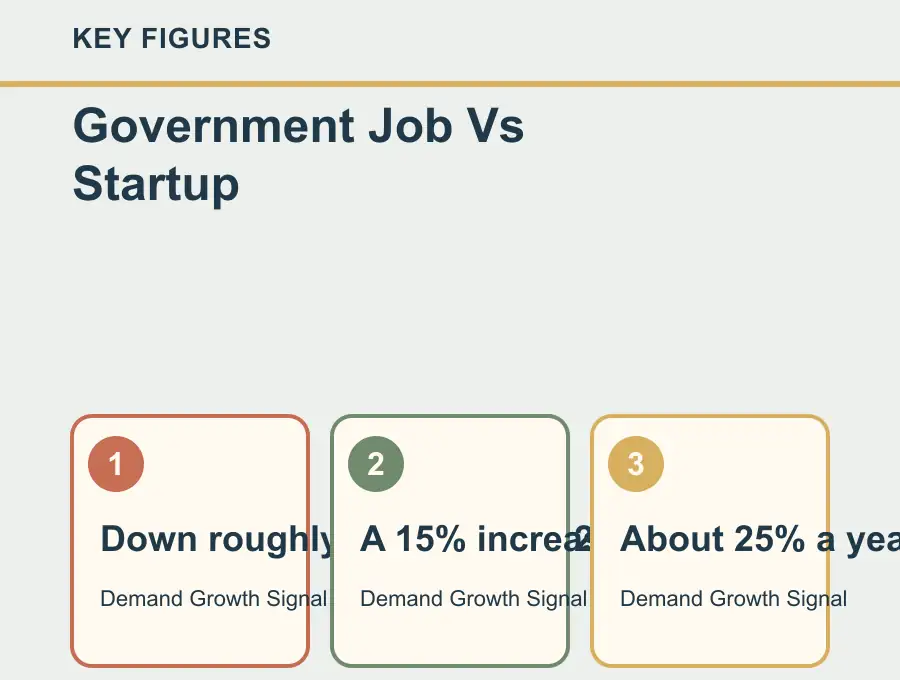 KEY FIGURES
Government Job Vs
Startup
1
2
3
Down roughly
A 15% increa
About 25% a yea
Demand Growth Signal
Demand Growth Signal
Demand Growth Signal